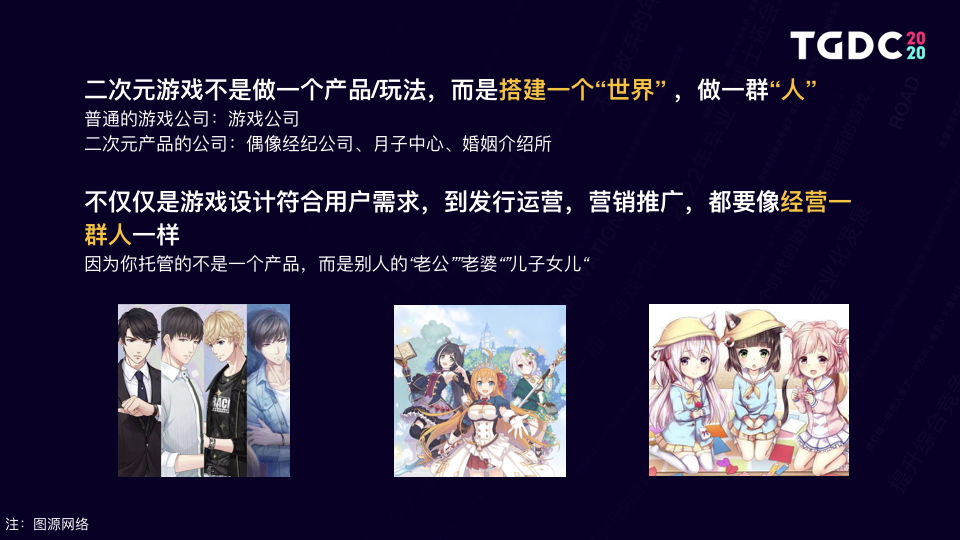 TGDC 2020
二次元游戏不是做一个产品/玩法，而是搭建一个“世界”，做一群“人”
普通的游戏公司：游戏公司
二次元产品的公司：偶像经纪公司、月子中心、婚姻介绍所
不仅仅是游戏设计符合用户需求，到发行运营，营销推广，都要像经营一
群人一样
因为你托管的不是一个产品，而是别人的“老公”“老婆“”儿子女儿“
注：图源网络